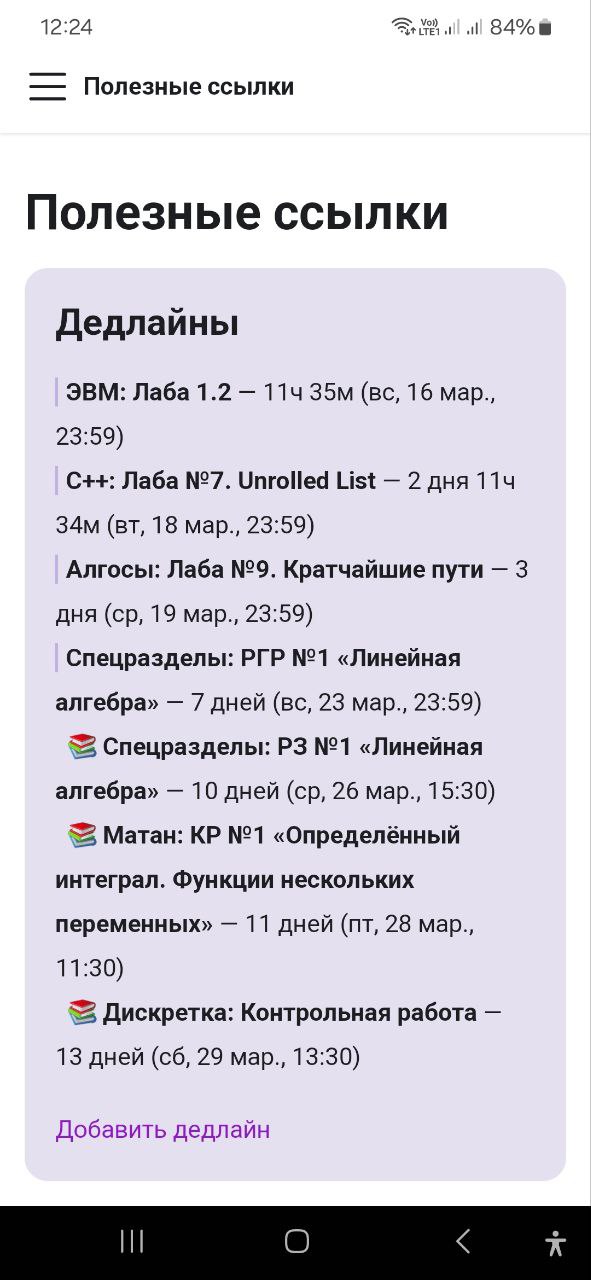 12:24
Vo))
LTE1
84%
Полезные ссылки
Полезные ссылки
Дедлайны
ЭВМ: Лаба 1.2 — 11ч 35м (вс, 16 мар.,
23:59)
C++: Лаба №7. Unrolled List — 2 дня 11ч
34м (вт, 18 мар., 23:59)
Алгосы: Лаба №9. Кратчайшие пути — 3
дня (ср, 19 мар., 23:59)
Спецразделы: РГР №1 «Линейная
алгебра» — 7 дней (вс, 23 мар., 23:59)
Спецразделы: РЗ №1 «Линейная
алгебра» — 10 дней (ср, 26 мар., 15:30)
Матан: КР №1 «Определённый
интеграл. Функции нескольких
переменных» — 11 дней (пт, 28 мар.,
11:30)
Дискретка: Контрольная работа —
13 дней (сб, 29 мар., 13:30)
Добавить дедлайн